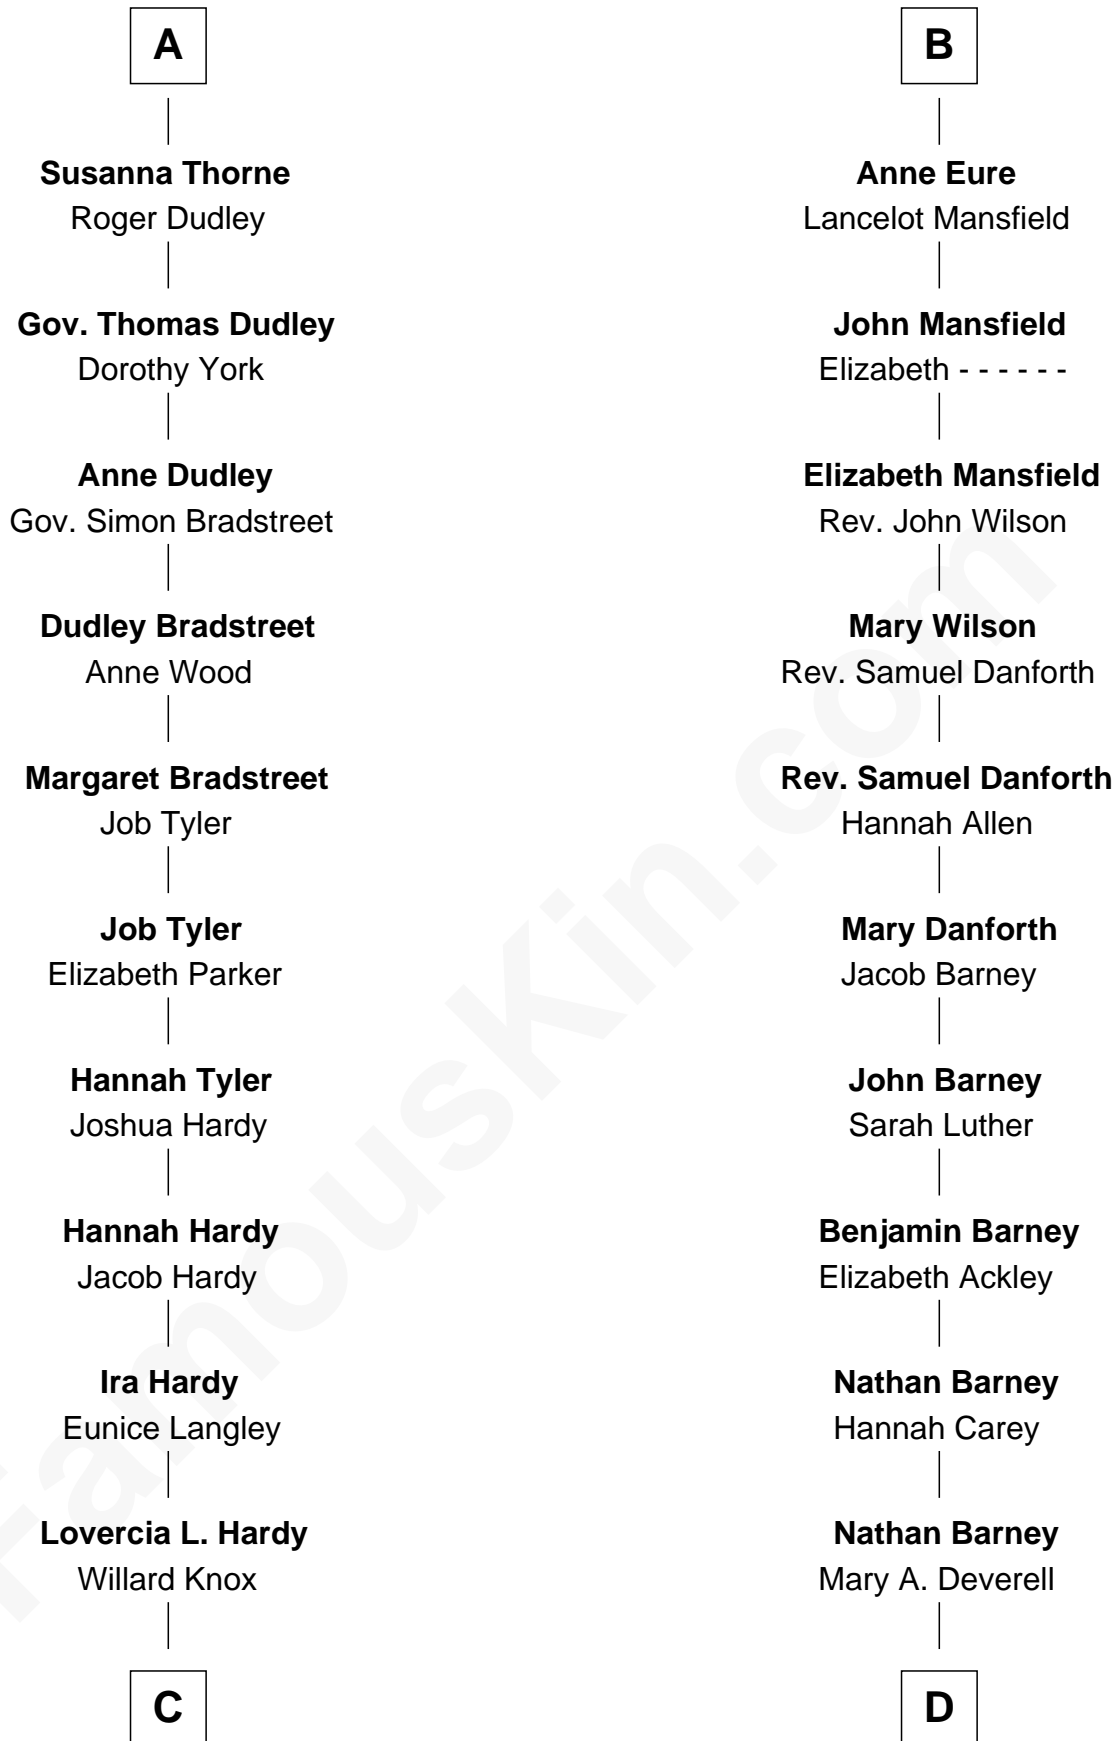 A
Susanna Thorne
Roger Dudley
Gov. Thomas Dudley
Dorothy York
Anne Dudley
Gov. Simon Bradstreet
Dudley Bradstreet
Anne Wood
Margaret Bradstreet
Job Tyler
Job Tyler
Elizabeth Parker
Hannah Tyler
Joshua Hardy
Hannah Hardy
Jacob Hardy
Ira Hardy
Eunice Langley
Lovercia L. Hardy
Willard Knox
C
B
Anne Eure
Lancelot Mansfield
John Mansfield
Elizabeth - - - - - -
Elizabeth Mansfield
Rev. John Wilson
Mary Wilson
Rev. Samuel Danforth
Rev. Samuel Danforth
Hannah Allen
Mary Danforth
Jacob Barney
John Barney
Sarah Luther
Benjamin Barney
Elizabeth Ackley
Nathan Barney
Hannah Carey
Nathan Barney
Mary A. Deverell
D
FamousKin.com